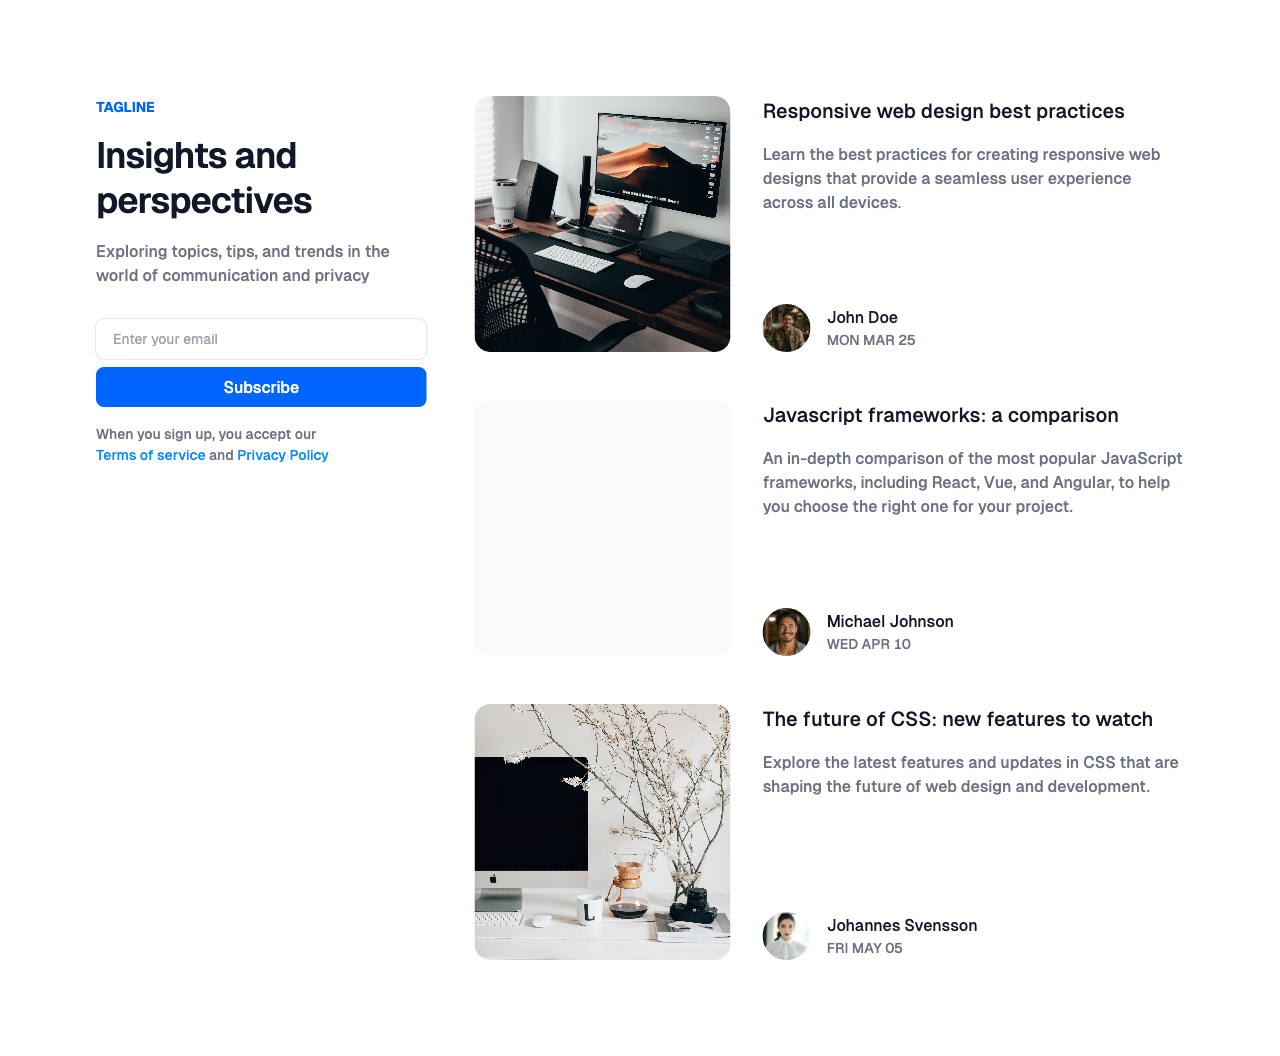 TAGLINE
Insights and
perspectives
Exploring topics, tips, and trends in the
world of communication and privacy
Enter your email
Subscribe
When you sign up, you accept our
Terms of service and Privacy Policy
Responsive web design best practices
Learn the best practices for creating responsive web
designs that provide a seamless user experience
across all devices.
John Doe
MON MAR 25
Javascript frameworks: a comparison
An in-depth comparison of the most popular JavaScript
frameworks, including React, Vue, and Angular, to help
you choose the right one for your project.
Michael Johnson
WED APR 10
The future of CSS: new features to watch
Explore the latest features and updates in CSS that are
shaping the future of web design and development.
L
Johannes Svensson
FRI MAY 05